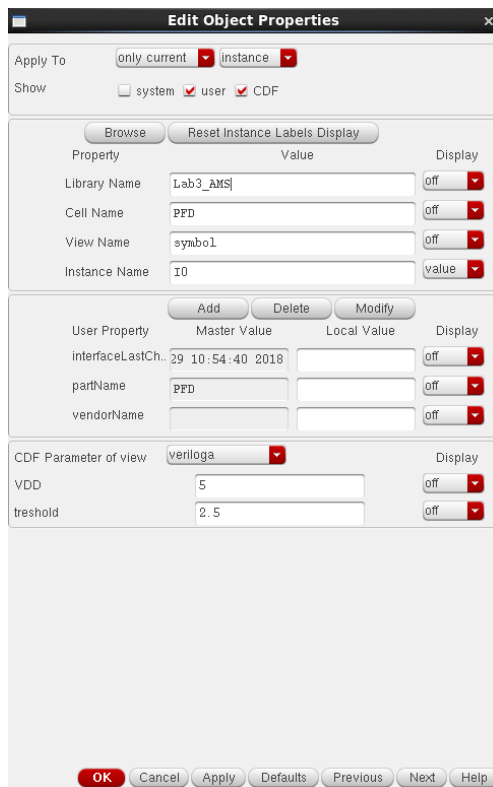 Edit Object Properties
Apply To only current instance
Show system user CDF
Browse Reset Instance Labels Display
Property Value Display
Library Name Lab3_AMS off
Cell Name PFD off
View Name symbol off
Instance Name I0 value
Add Delete Modify
User Property Master Value Local Value Display
interfaceLastCh.. 29 10:54:40 2018 off
partName PFD off
vendorName off
CDF Parameter of view veriloga Display
VDD 5 off
treshold 2.5 off
OK Cancel Apply Defaults Previous Next Help